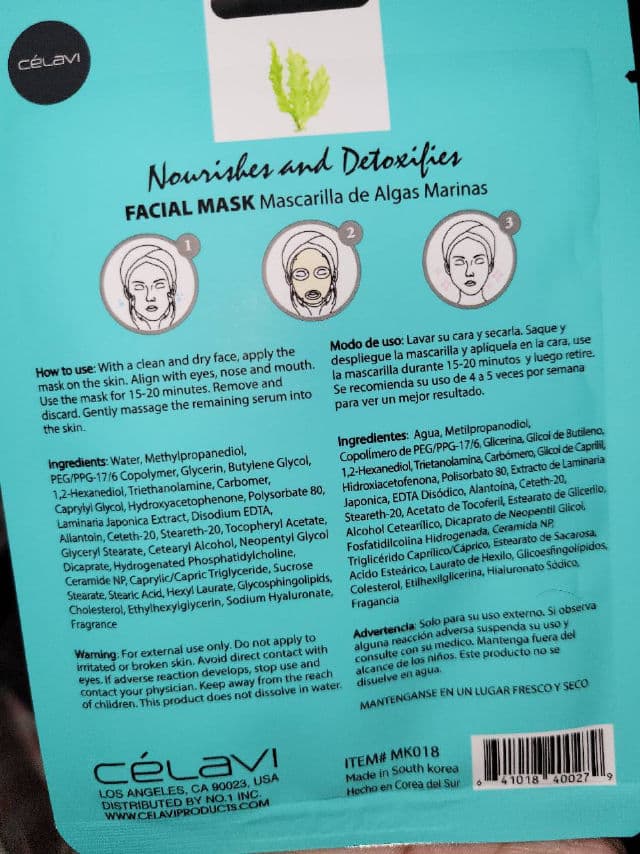 CÉLAVI
Nourishes and Detoxifies
FACIAL MASK Mascarilla de Algas Marinas
1
2
3
How to use: With a clean and dry face, apply the
mask on the skin. Align with eyes, nose and mouth.
Use the mask for 15-20 minutes. Remove and
discard. Gently massage the remaining serum into
the skin.
Modo de uso: Lavar su cara y secarla. Saque y
despliegue la mascarilla y apliquela en la cara, use
la mascarilla durante 15-20 minutos y luego retire.
Se recomienda su uso de 4 a 5 veces por semana
para ver un mejor resultado.
Ingredients: Water, Methylpropanediol,
PEG/PPG-17/6 Copolymer, Glycerin, Butylene Glycol,
1,2-Hexanediol, Triethanolamine, Carbomer,
Caprylyl Glycol, Hydroxyacetophenone, Polysorbate 80,
Laminaria Japonica Extract, Disodium EDTA,
Allantoin, Ceteth-20, Steareth-20, Tocopheryl Acetate,
Glyceryl Stearate, Cetearyl Alcohol, Neopentyl Glycol
Dicaprate, Hydrogenated Phosphatidylcholine,
Ceramide NP, Caprylic/Capric Triglyceride, Sucrose
Stearate, Stearic Acid, Hexyl Laurate, Glycosphingolipids,
Cholesterol, Ethylhexylglycerin, Sodium Hyaluronate,
Fragrance
Ingredientes: Agua, Metilpropanodiol,
Copolímero de PEG/PPG-17/6, Glicerina, Glicol de Butileno,
1,2-Hexanediol, Trietanolamina, Carbómero, Glicol de Caprilil,
Hidroxiacetofenona, Polisorbato 80, Extracto de Laminaria
Japonica, EDTA Disódico, Alantoina, Ceteth-20,
Steareth-20, Acetato de Tocoferil, Estearato de Glicerilo,
Alcohol Cetearílico, Dicaprato de Neopentil Glicol,
Fosfatidilcolina Hidrogenada, Ceramida NP,
Triglicérido Caprílico/Cáprico, Estearato de Sacarosa,
Acido Esteárico, Laurato de Hexilo, Glicoesfingolípidos,
Colesterol, Etilhexilglicerina, Hialuronato Sódico,
Fragancia
Warning: For external use only. Do not apply to
irritated or broken skin. Avoid direct contact with
eyes. If adverse reaction develops, stop use and
contact your physician. Keep away from the reach
of children. This product does not dissolve in water.
Advertencia: Solo para su uso externo. Si observa
alguna reacción adversa suspenda su uso y
consulte con su medico. Mantenga fuera del
alcance de los niños. Este producto no se
disuelve en agua.
MANTENGANSE EN UN LUGAR FRESCO Y SECO
CÉLAVI
LOS ANGELES, CA 90023, USA
DISTRIBUTED BY NO.1 INC.
WWW.CELAVIPRODUCTS.COM
ITEM# MK018
Made in South korea
Hecho en Corea del Sur
6 41018 40027 9